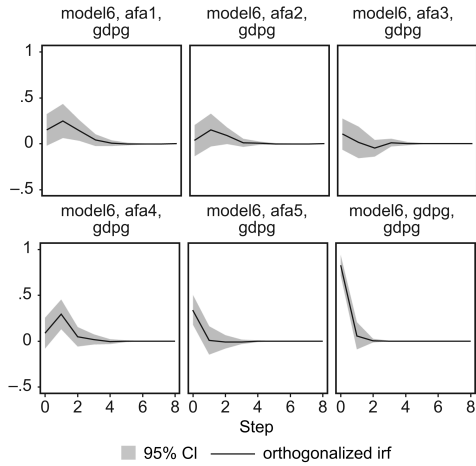 model6, afa1,
gdpg
model6, afa2,
gdpg
model6, afa3,
gdpg
1
.5
0
–.5
model6, afa4,
gdpg
model6, afa5,
gdpg
model6, gdpg,
gdpg
1
.5
0
–.5
0 2 4 6 8
0 2 4 6 8
0 2 4 6 8
Step
95% CI
orthogonalized irf